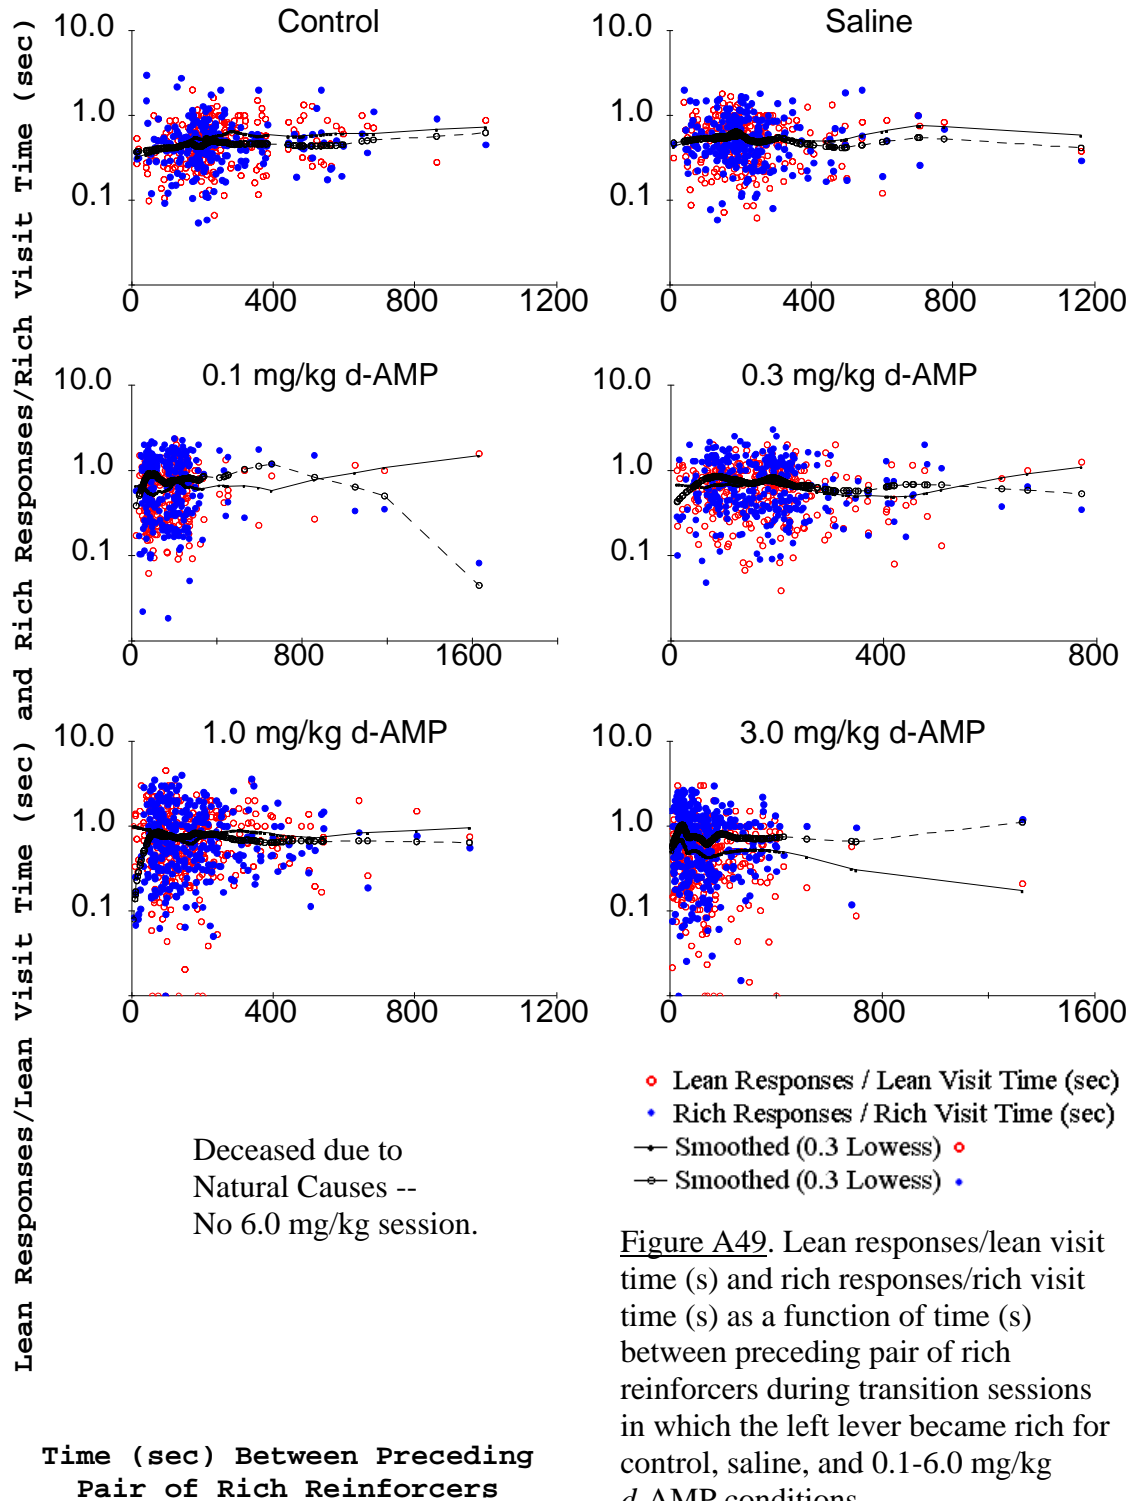 Lean Responses/Lean Visit Time (sec) and Rich Responses/Rich Visit Time (sec)
Control
10.0
1.0
0.1
0 400 800 1200
Saline
10.0
1.0
0.1
0 400 800 1200
0.1 mg/kg d-AMP
10.0
1.0
0.1
0 800 1600
0.3 mg/kg d-AMP
10.0
1.0
0.1
0 400 800
1.0 mg/kg d-AMP
10.0
1.0
0.1
0 400 800 1200
3.0 mg/kg d-AMP
10.0
1.0
0.1
0 800 1600
Lean Responses / Lean Visit Time (sec)
Rich Responses / Rich Visit Time (sec)
Smoothed (0.3 Lowess)
Smoothed (0.3 Lowess)
Deceased due to
Natural Causes --
No 6.0 mg/kg session.
Figure A49. Lean responses/lean visit
time (s) and rich responses/rich visit
time (s) as a function of time (s)
between preceding pair of rich
reinforcers during transition sessions
in which the left lever became rich for
control, saline, and 0.1-6.0 mg/kg
d-AMP conditions
Time (sec) Between Preceding
Pair of Rich Reinforcers